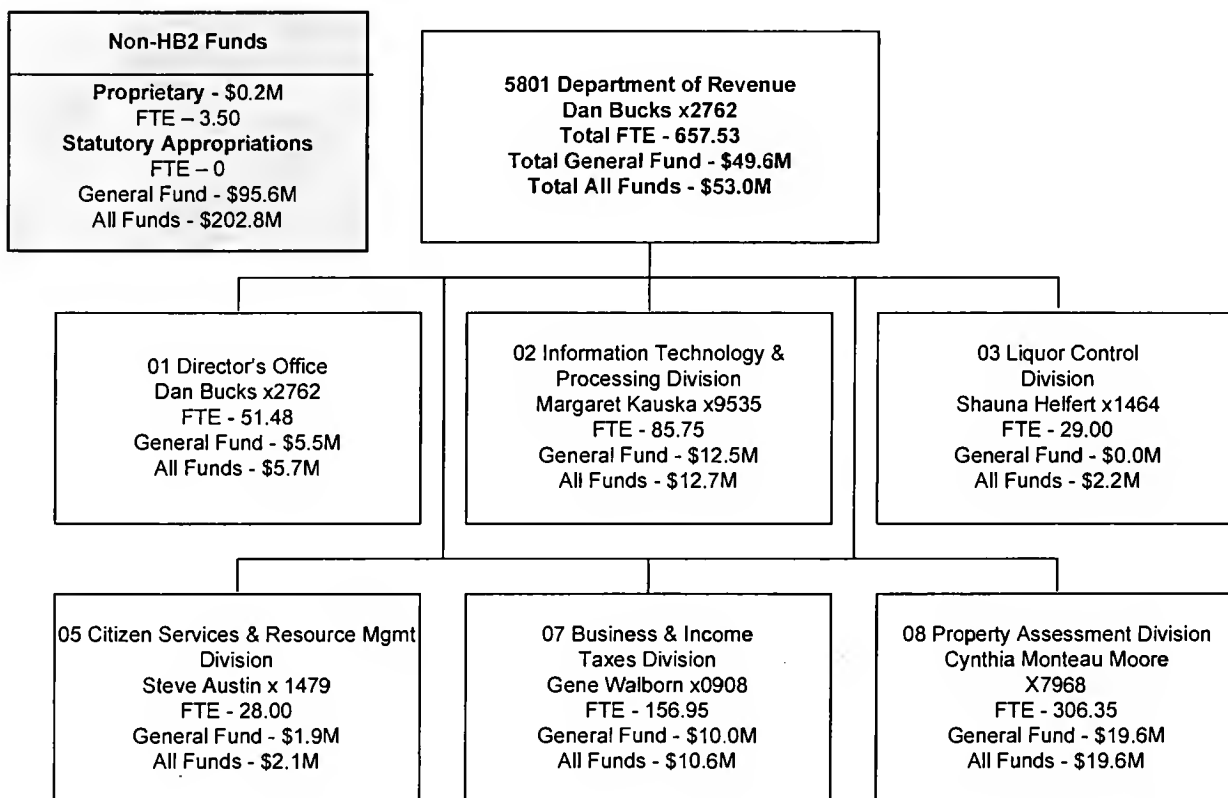 Non-HB2 Funds
Proprietary - $0.2M
FTE – 3.50
Statutory Appropriations
FTE – 0
General Fund - $95.6M
All Funds - $202.8M
5801 Department of Revenue
Dan Bucks x2762
Total FTE - 657.53
Total General Fund - $49.6M
Total All Funds - $53.0M
01 Director's Office
Dan Bucks x2762
FTE - 51.48
General Fund - $5.5M
All Funds - $5.7M
02 Information Technology &
Processing Division
Margaret Kauska x9535
FTE - 85.75
General Fund - $12.5M
All Funds - $12.7M
03 Liquor Control
Division
Shauna Helfert x1464
FTE - 29.00
General Fund - $0.0M
All Funds - $2.2M
05 Citizen Services & Resource Mgmt
Division
Steve Austin x 1479
FTE - 28.00
General Fund - $1.9M
All Funds - $2.1M
07 Business & Income
Taxes Division
Gene Walborn x0908
FTE - 156.95
General Fund - $10.0M
All Funds - $10.6M
08 Property Assessment Division
Cynthia Monteau Moore
X7968
FTE - 306.35
General Fund - $19.6M
All Funds - $19.6M